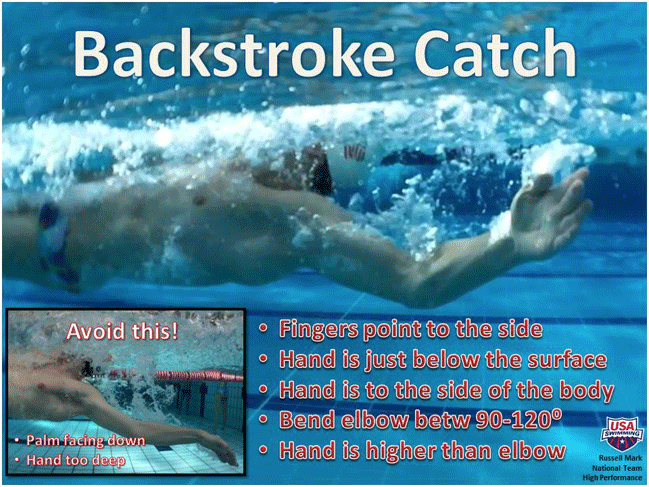 Backstroke Catch
Avoid this!
• Palm facing down
• Hand too deep
• Fingers point to the side
• Hand is just below the surface
• Hand is to the side of the body
• Bend elbow betw 90-120⁰
• Hand is higher than elbow
USA
SWIMMING
Russell Mark
National Team
High Performance